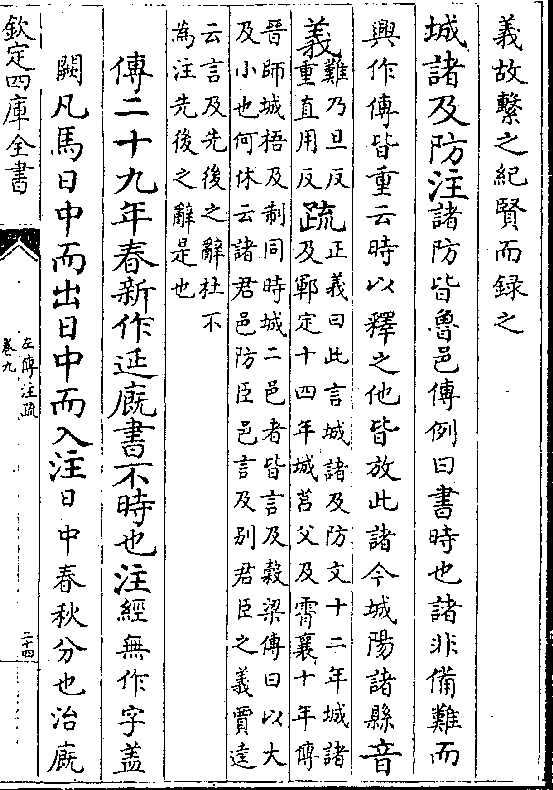 義故繫之紀賢而録之
城諸及防注諸防皆魯邑傳例曰書時也諸非備難而
興作傳皆重云時以釋之他皆放此諸今城陽諸縣音
義難乃旦反
重直用反
疏正義曰此言城諸及防文十二年城諸
及鄆定十四年城莒父及霄襄十年傳
晉師城梧及制同時城二邑者皆言及穀梁傳曰以大
及小也何休云諸君邑防臣邑言及别君臣之義賈逵
云言及先後之辭杜不
為注先後之辭是也
傳二十九年春新作延廐書不時也注經無作字蓋
闕凡馬日中而出日中而入注日中春秋分也治廐
欽定四庫全書
左傳注疏
卷九
二十四